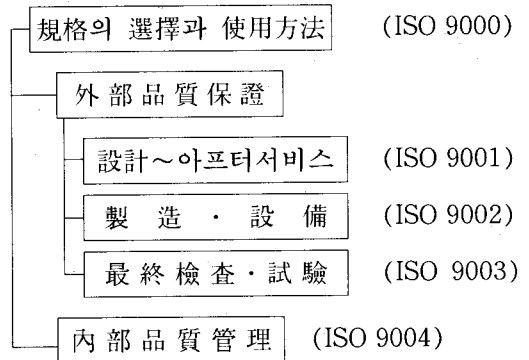 規格의 選擇과 使用方法 (ISO 9000)
外部品質保證
設計~아프터서비스 (ISO 9001)
製造・設備 (ISO 9002)
最終檢査・試驗 (ISO 9003)
內部品質管理 (ISO 9004)